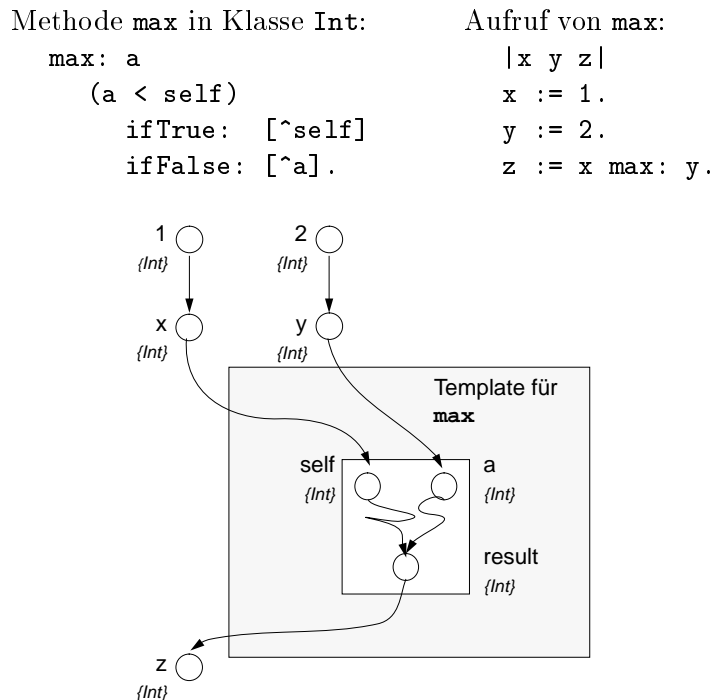 Methode max in Klasse Int:
max: a
(a < self)
ifTrue: [^self]
ifFalse: [^a].
Aufruf von max:
|x y z|
x := 1.
y := 2.
z := x max: y.
1
{Int}
2
{Int}
x
{Int}
y
{Int}
Template für
max
self
{Int}
a
{Int}
result
{Int}
z
{Int}